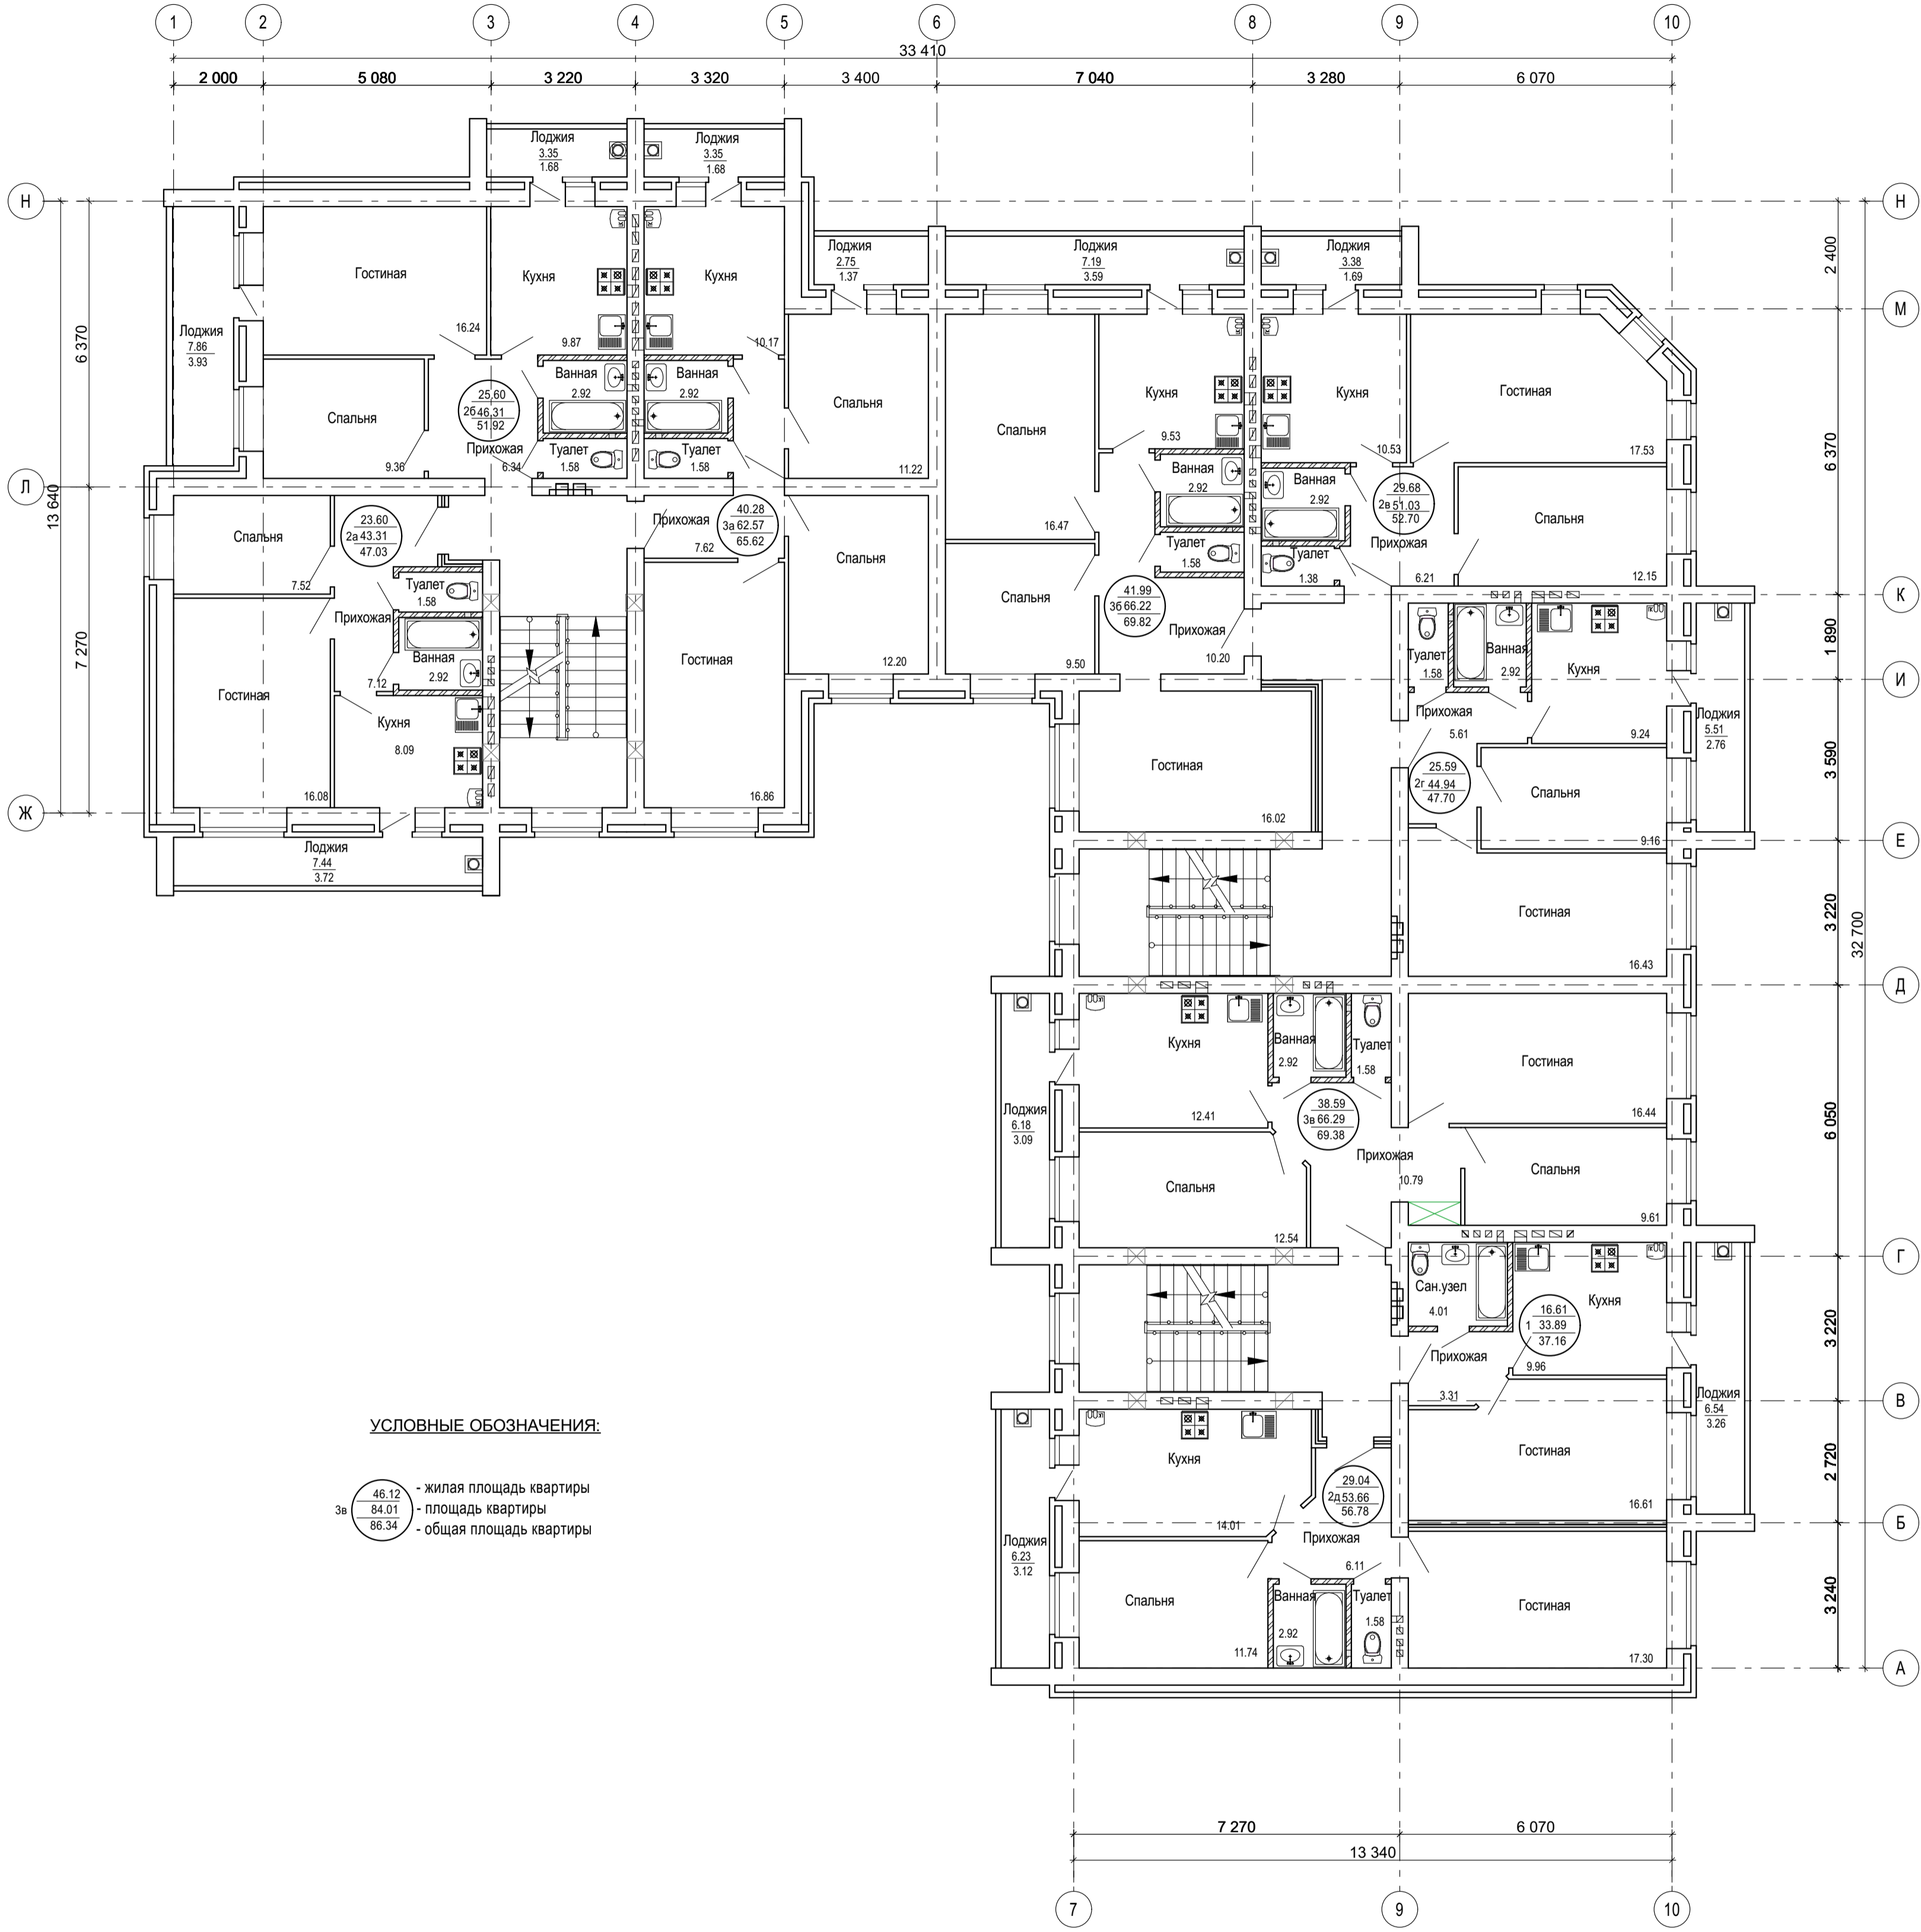 1 2 3 4 5 6 8 9 10
33 410
2 000 5 080 3 220 3 320 3 400 7 040 3 280 6 070
Лоджия
3.35
1.68
Лоджия
3.35
1.68
Н
Н
Лоджия
2.75
1.37
Лоджия
7.19
3.59
Лоджия
3.38
1.69
2 400
Гостиная
16.24
Кухня
9.87
Кухня
10.17
М
Лоджия
7.86
3.93
6 370
Ванная
2.92
Ванная
2.92
25.60
2б 46.31
51.92
Спальня
9.36
Прихожая
6.34
Туалет
1.58
Туалет
1.58
Спальня
11.22
Спальня
16.47
Кухня
9.53
Кухня
10.53
Гостиная
17.53
6 370
Л
13 640
Ванная
2.92
Ванная
2.92
29.68
2в 51.03
52.70
Спальня
12.15
Спальня
7.52
23.60
2а 43.31
47.03
Прихожая
7.62
40.28
3а 62.57
65.62
Спальня
12.20
Туалет
1.58
Туалет
1.38
Прихожая
6.21
Туалет
1.58
Прихожая
7.12
Спальня
9.50
41.99
3б 66.22
69.82
Прихожая
10.20
К
1 890
7 270
Ванная
2.92
Гостиная
16.08
Кухня
8.09
Гостиная
16.86
Туалет
1.58
Ванная
2.92
Кухня
9.24
И
Прихожая
5.61
Лоджия
5.51
2.76
3 590
Гостиная
16.02
25.59
2г 44.94
47.70
Спальня
9.16
Ж
Е
Лоджия
7.44
3.72
Гостиная
16.43
3 220
32 700
Д
Кухня
12.41
Ванная
2.92
Туалет
1.58
Гостиная
16.44
Лоджия
6.18
3.09
38.59
3в 66.29
69.38
6 050
Прихожая
10.79
Спальня
12.54
Спальня
9.61
Г
Сан.узел
4.01
Кухня
9.96
16.61
1 33.89
37.16
3 220
Прихожая
3.31
Лоджия
6.54
3.26
В
УСЛОВНЫЕ ОБОЗНАЧЕНИЯ:
Кухня
14.01
Гостиная
16.61
2 720
3в
46.12 - жилая площадь квартиры
84.01 - площадь квартиры
86.34 - общая площадь квартиры
29.04
2д 53.66
56.78
Б
Лоджия
6.23
3.12
Прихожая
6.11
Спальня
11.74
Ванная
2.92
Туалет
1.58
Гостиная
17.30
3 240
А
7 270 6 070
13 340
7 9 10